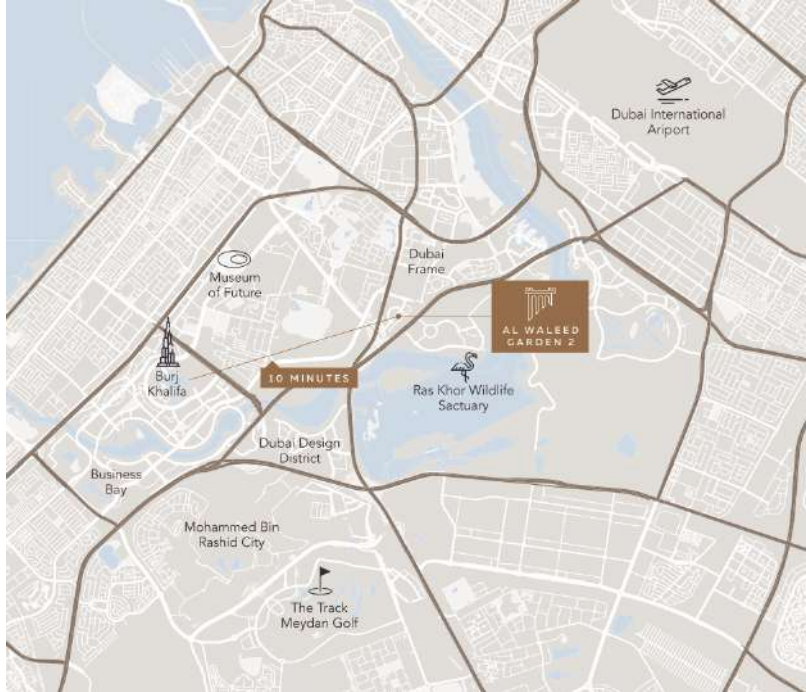 Dubai International
Ariport
Dubai
Frame
Museum
of Future
AL WALEED
GARDEN 2
Burj
Khalifa
10 MINUTES
Ras Khor Wildlife
Sactuary
Dubai Design
District
Business
Bay
Mohammed Bin
Rashid City
The Track
Meydan Golf